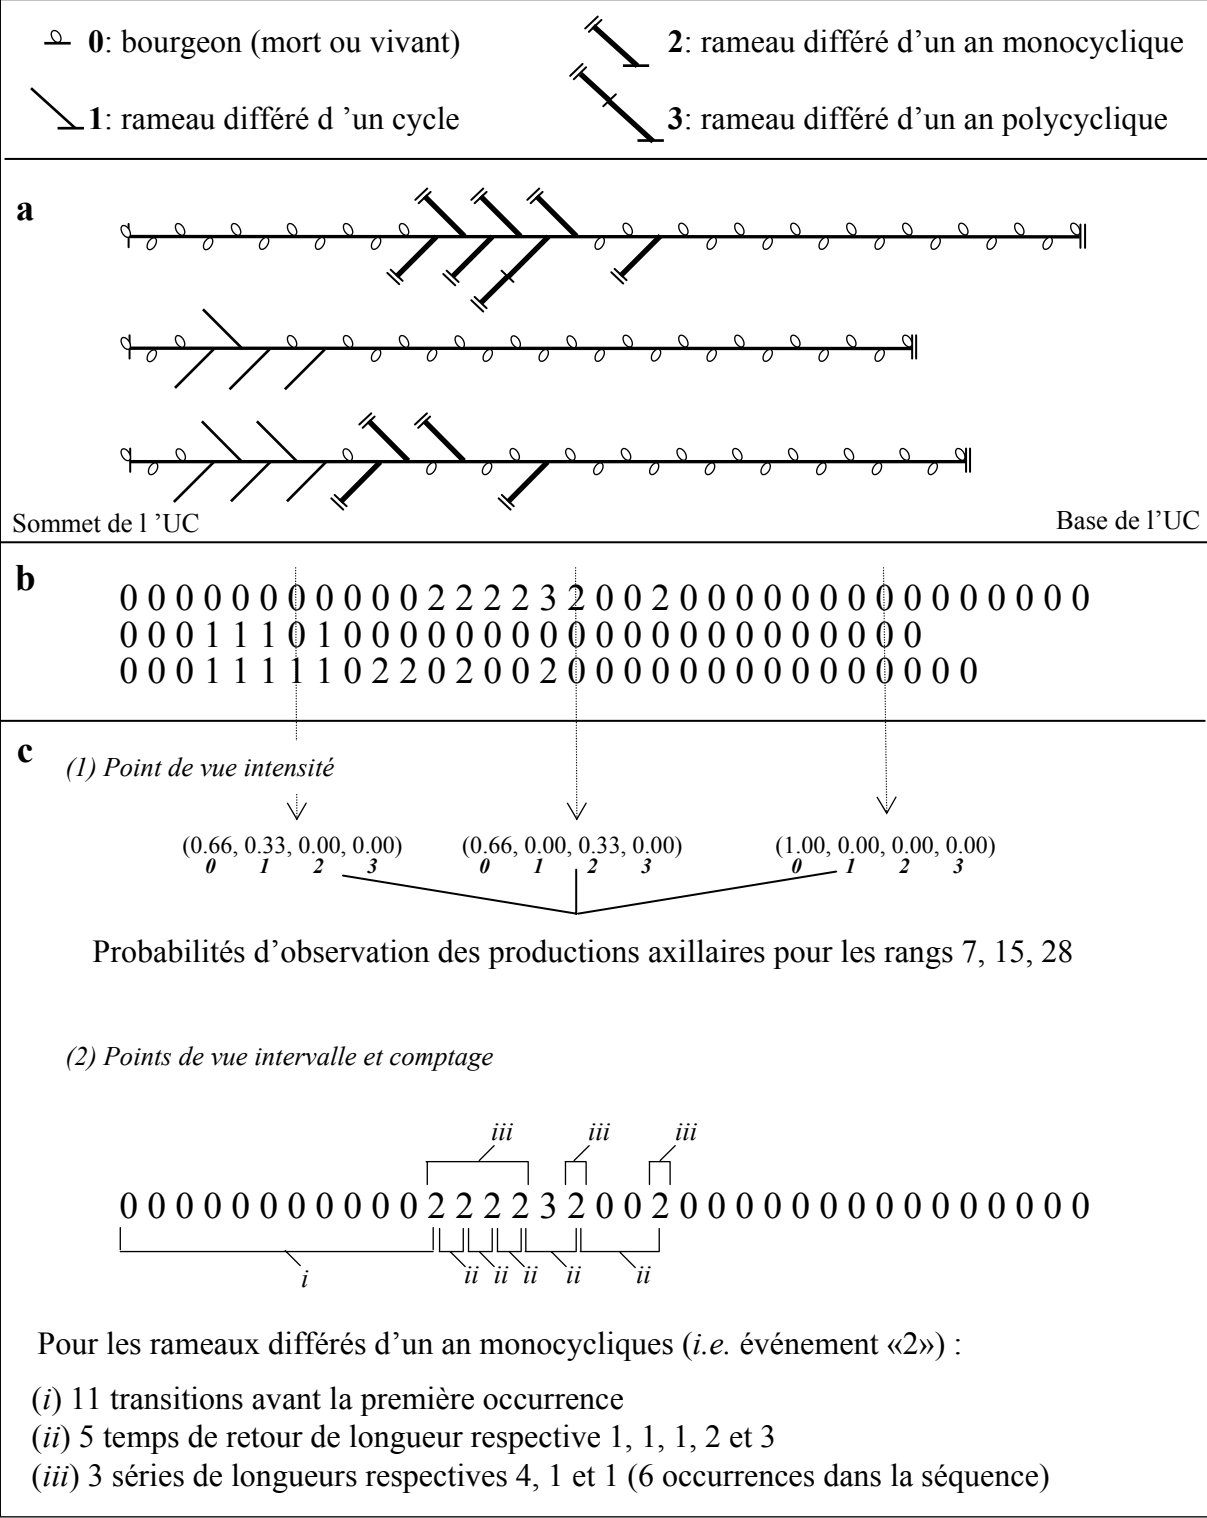 0: bourgeon (mort ou vivant)
2: rameau différé d'un an monocyclique
1: rameau différé d 'un cycle
3: rameau différé d'un an polycyclique
a
Sommet de l 'UC
Base de l'UC
b
0 0 0 0 0 0 0 0 0 0 0 2 2 2 2 3 2 0 0 2 0 0 0 0 0 0 0 0 0 0 0 0 0 0 0
0 0 0 1 1 1 0 1 0 0 0 0 0 0 0 0 0 0 0 0 0 0 0 0 0 0 0 0 0
0 0 0 1 1 1 1 1 0 2 2 0 2 0 0 2 0 0 0 0 0 0 0 0 0 0 0 0 0 0 0
c
(1) Point de vue intensité
(0.66, 0.33, 0.00, 0.00)
0 1 2 3
(0.66, 0.00, 0.33, 0.00)
0 1 2 3
(1.00, 0.00, 0.00, 0.00)
0 1 2 3
Probabilités d'observation des productions axillaires pour les rangs 7, 15, 28
(2) Points de vue intervalle et comptage
iii iii iii
0 0 0 0 0 0 0 0 0 0 0 2 2 2 2 3 2 0 0 2 0 0 0 0 0 0 0 0 0 0 0 0 0 0 0
i ii ii ii ii ii
Pour les rameaux différés d'un an monocycliques (i.e. événement «2») :
(i) 11 transitions avant la première occurrence
(ii) 5 temps de retour de longueur respective 1, 1, 1, 2 et 3
(iii) 3 séries de longueurs respectives 4, 1 et 1 (6 occurrences dans la séquence)